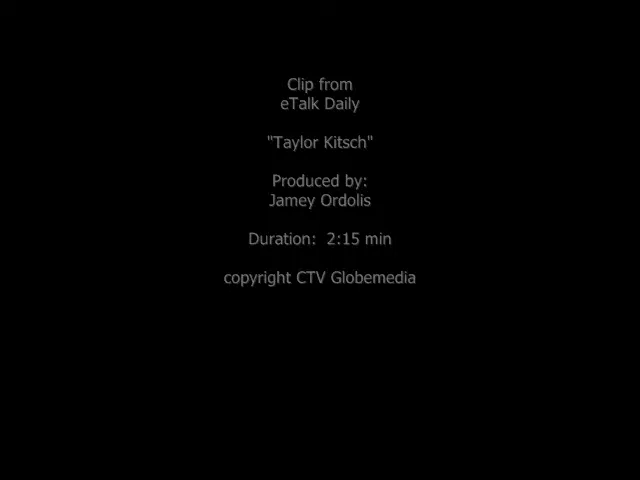 Clip from
eTalk Daily
"Taylor Kitsch"
Produced by:
Jamey Ordolis
Duration: 2:15 min
copyright CTV Globemedia